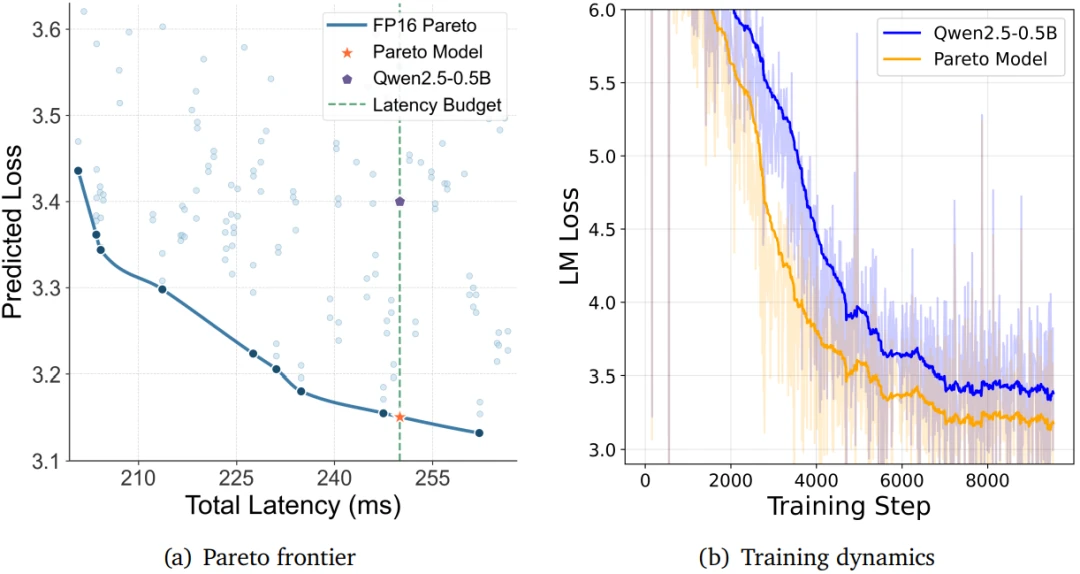 3.6
3.5
3.4
3.3
3.2
3.1
Predicted Loss
210
225
240
255
Total Latency (ms)
FP16 Pareto
Pareto Model
Qwen2.5-0.5B
Latency Budget
(a) Pareto frontier
6.0
5.5
5.0
4.5
4.0
3.5
3.0
LM Loss
0
2000
4000
6000
8000
Training Step
Qwen2.5-0.5B
Pareto Model
(b) Training dynamics